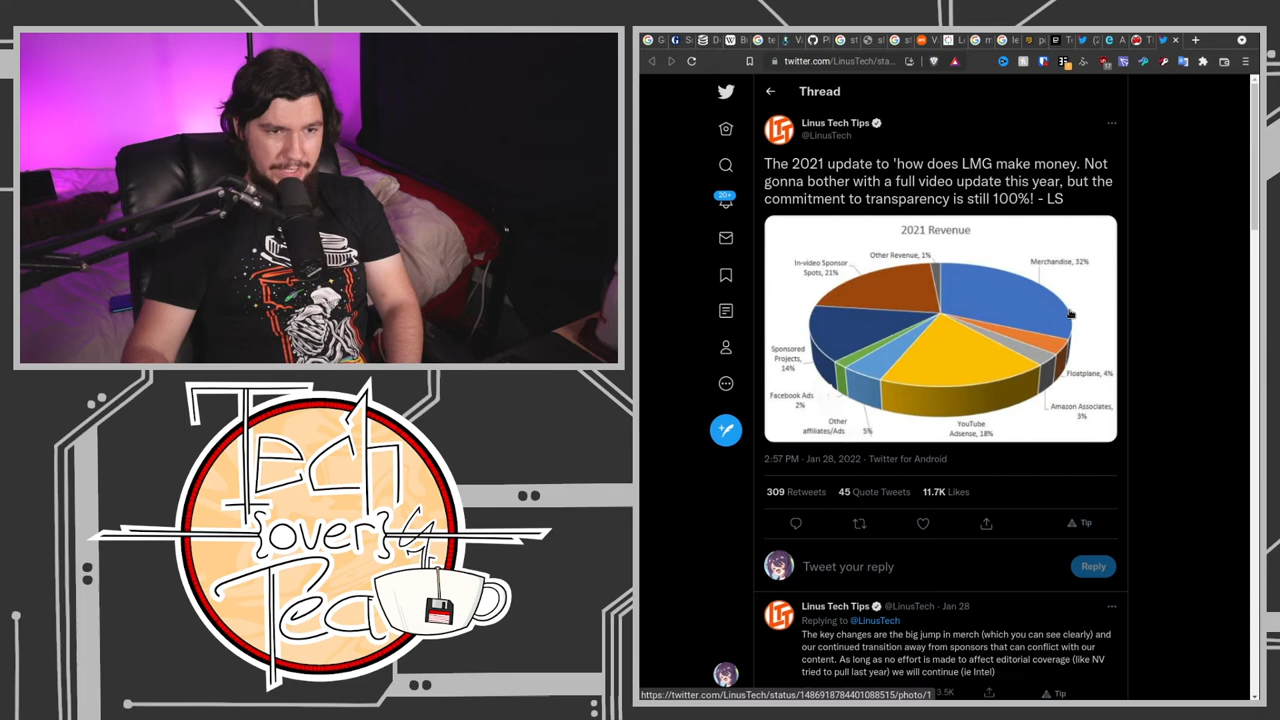 twitter.com/LinusTech/sta...
Thread
Linus Tech Tips
@LinusTech
The 2021 update to 'how does LMG make money. Not
gonna bother with a full video update this year, but the
commitment to transparency is still 100%! - LS
2021 Revenue
Other Revenue, 1%
In-video Sponsor
Spots, 21%
Merchandise, 32%
Sponsored
Projects,
14%
Floatplane, 4%
Facebook Ads
2%
Amazon Associates,
3%
Other
affiliates/Ads
5%
YouTube
Adsense, 18%
20+
2:57 PM · Jan 28, 2022 · Twitter for Android
309 Retweets 45 Quote Tweets 11.7K Likes
Tip
Tweet your reply
Reply
Linus Tech Tips @LinusTech · Jan 28
Replying to @LinusTech
The key changes are the big jump in merch (which you can see clearly) and
our continued transition away from sponsors that can conflict with our
content. As long as no effort is made to affect editorial coverage (like NV
tried to pull last year) we will continue (ie Intel)
https://twitter.com/LinusTech/status/1486918784401088515/photo/1
3.5K
Tip
Tech
{over}
Tea